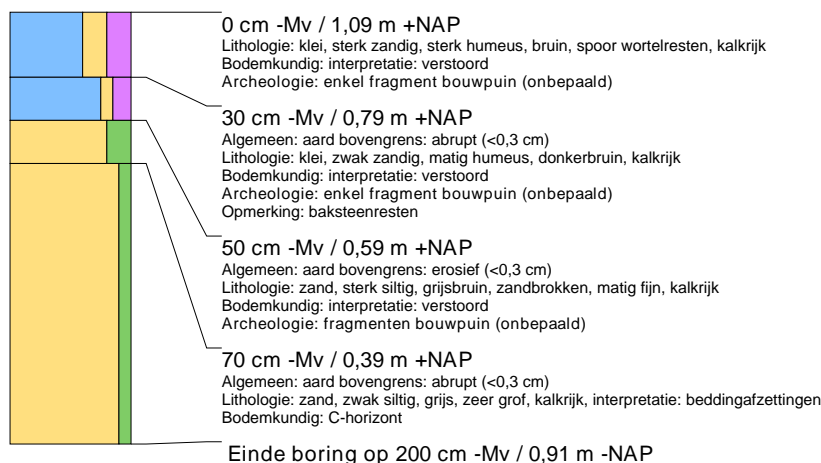 0 cm -Mv / 1,09 m +NAP
Lithologie: klei, sterk zandig, sterk humeus, bruin, spoor wortelresten, kalkrijk
Bodemkundig: interpretatie: verstoord
Archeologie: enkel fragment bouwpuin (onbepaald)
30 cm -Mv / 0,79 m +NAP
Algemeen: aard bovengrens: abrupt (<0,3 cm)
Lithologie: klei, zwak zandig, matig humeus, donkerbruin, kalkrijk
Bodemkundig: interpretatie: verstoord
Archeologie: enkel fragment bouwpuin (onbepaald)
Opmerking: baksteenresten
50 cm -Mv / 0,59 m +NAP
Algemeen: aard bovengrens: erosief (<0,3 cm)
Lithologie: zand, sterk siltig, grijsbruin, zandbrokken, matig fijn, kalkrijk
Bodemkundig: interpretatie: verstoord
Archeologie: fragmenten bouwpuin (onbepaald)
70 cm -Mv / 0,39 m +NAP
Algemeen: aard bovengrens: abrupt (<0,3 cm)
Lithologie: zand, zwak siltig, grijs, zeer grof, kalkrijk, interpretatie: beddingafzettingen
Bodemkundig: C-horizont
Einde boring op 200 cm -Mv / 0,91 m -NAP